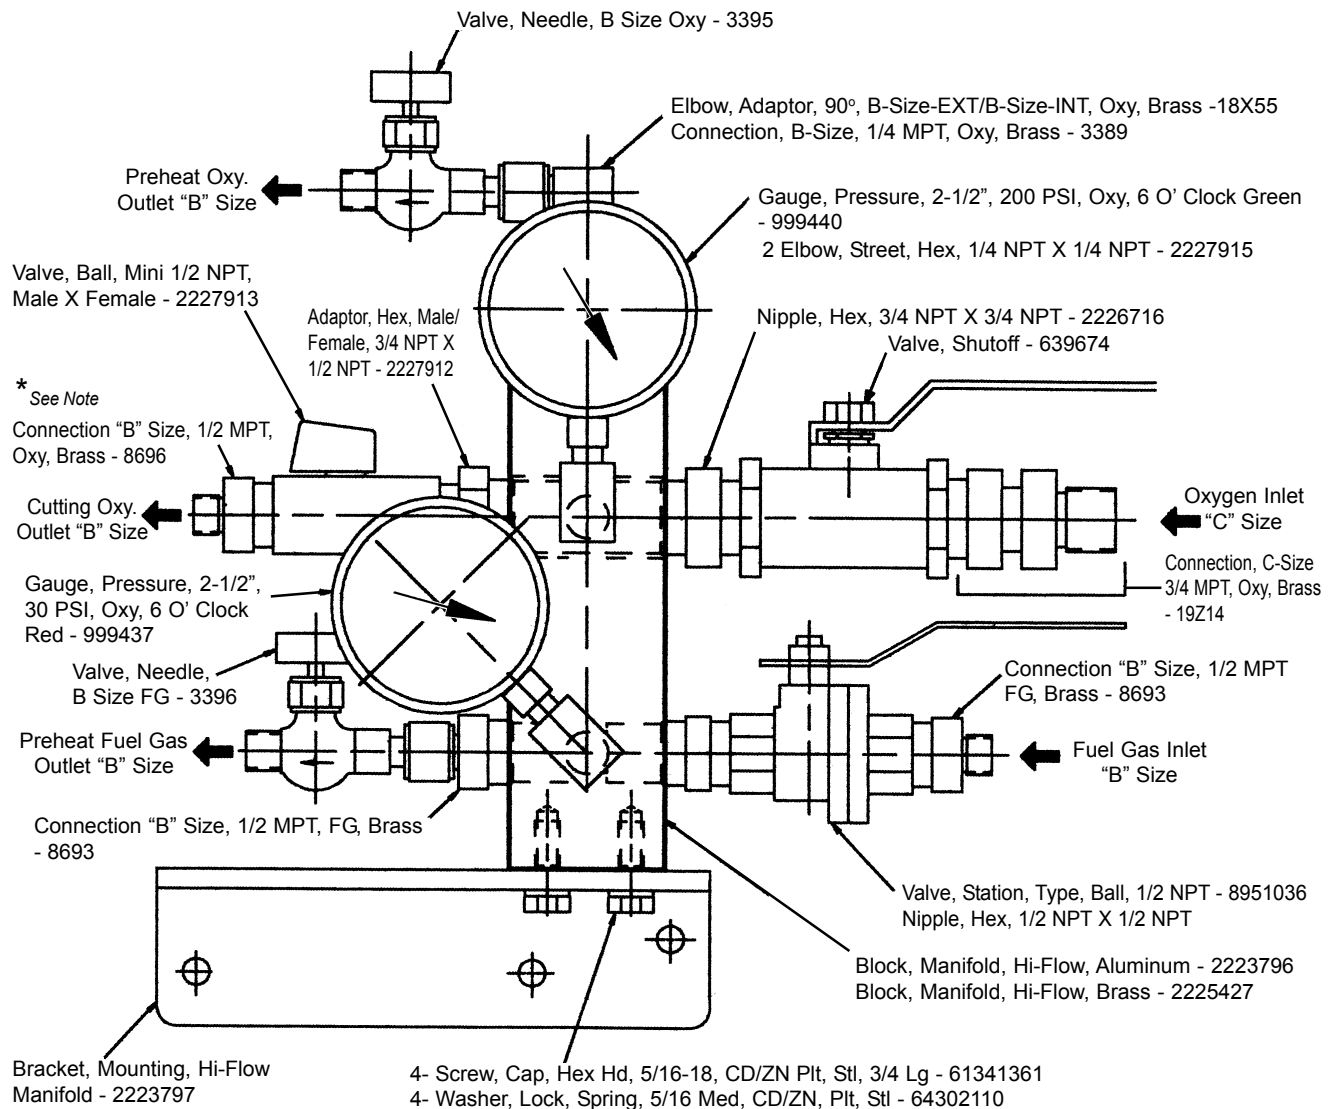 Valve, Needle, B Size Oxy - 3395
Elbow, Adaptor, 90º, B-Size-EXT/B-Size-INT, Oxy, Brass -18X55
Connection, B-Size, 1/4 MPT, Oxy, Brass - 3389
Preheat Oxy.
Outlet “B” Size
Gauge, Pressure, 2-1/2”, 200 PSI, Oxy, 6 O’ Clock Green
- 999440
2 Elbow, Street, Hex, 1/4 NPT X 1/4 NPT - 2227915
Valve, Ball, Mini 1/2 NPT,
Male X Female - 2227913
Adaptor, Hex, Male/
Female, 3/4 NPT X
1/2 NPT - 2227912
Nipple, Hex, 3/4 NPT X 3/4 NPT - 2226716
Valve, Shutoff - 639674
* See Note
Connection “B” Size, 1/2 MPT,
Oxy, Brass - 8696
Cutting Oxy.
Outlet “B” Size
Oxygen Inlet
“C” Size
Connection, C-Size
3/4 MPT, Oxy, Brass
- 19Z14
Gauge, Pressure, 2-1/2”,
30 PSI, Oxy, 6 O’ Clock
Red - 999437
Valve, Needle,
B Size FG - 3396
Connection “B” Size, 1/2 MPT
FG, Brass - 8693
Preheat Fuel Gas
Outlet “B” Size
Fuel Gas Inlet
“B” Size
Connection “B” Size, 1/2 MPT, FG, Brass
- 8693
Valve, Station, Type, Ball, 1/2 NPT - 8951036
Nipple, Hex, 1/2 NPT X 1/2 NPT
Block, Manifold, Hi-Flow, Aluminum - 2223796
Block, Manifold, Hi-Flow, Brass - 2225427
Bracket, Mounting, Hi-Flow
Manifold - 2223797
4- Screw, Cap, Hex Hd, 5/16-18, CD/ZN Plt, Stl, 3/4 Lg - 61341361
4- Washer, Lock, Spring, 5/16 Med, CD/ZN, Plt, Stl - 64302110